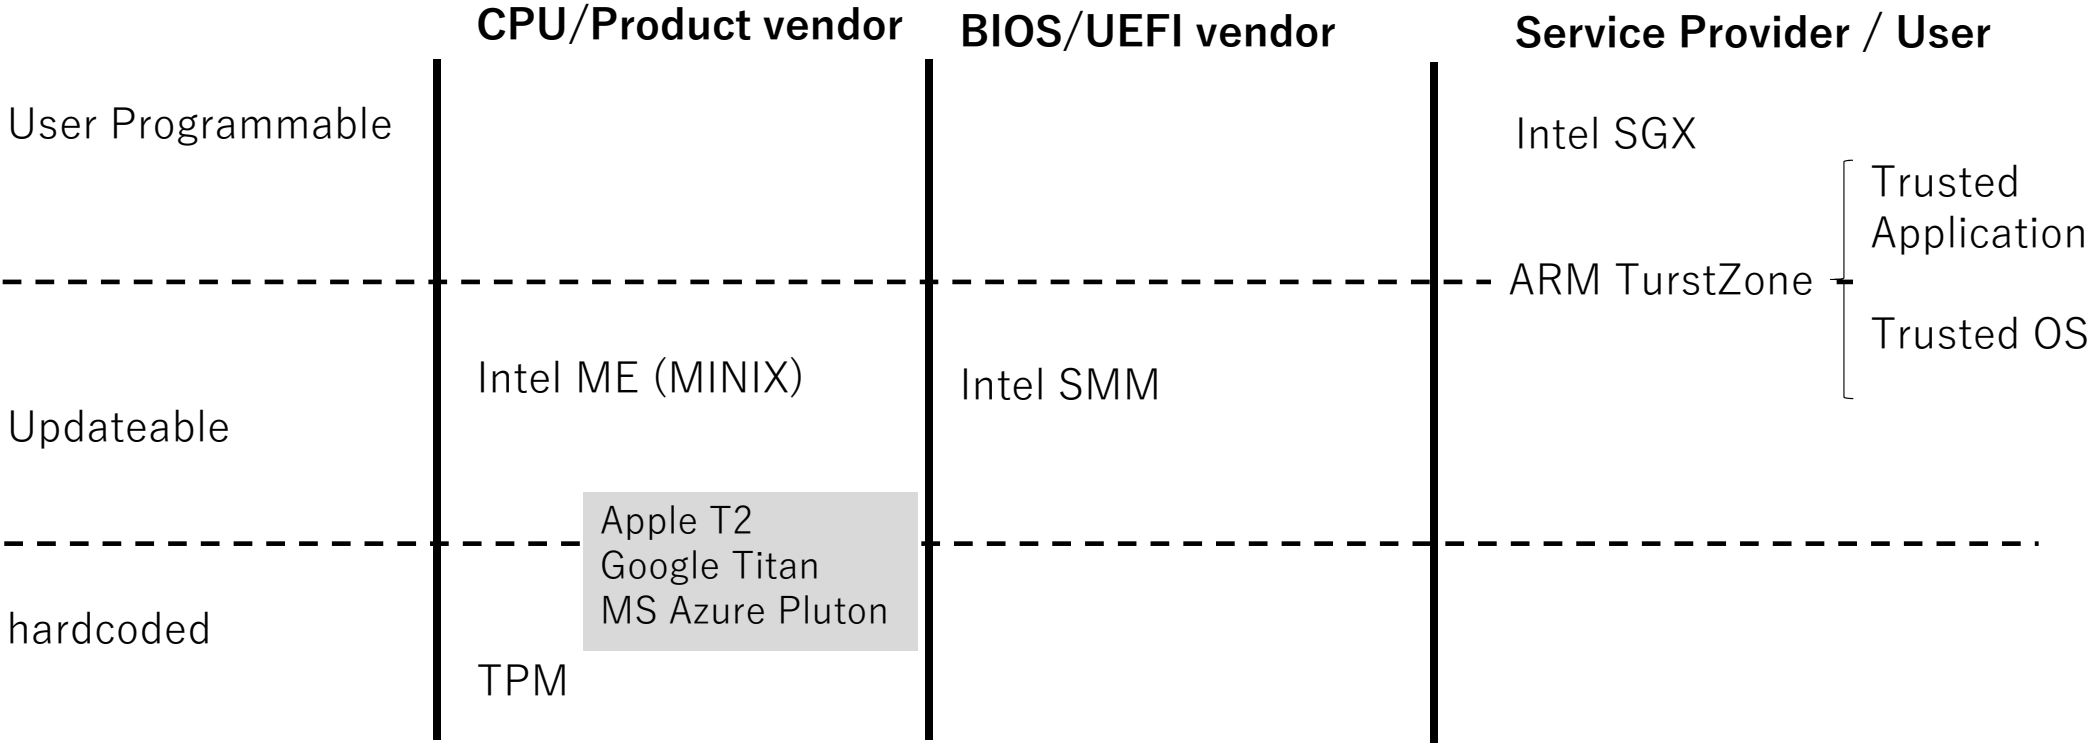 CPU/Product vendor
BIOS/UEFI vendor
Service Provider / User
User Programmable
Intel SGX
Trusted
Application
ARM TurstZone
Trusted OS
Intel ME (MINIX)
Intel SMM
Updateable
Apple T2
Google Titan
MS Azure Pluton
hardcoded
TPM